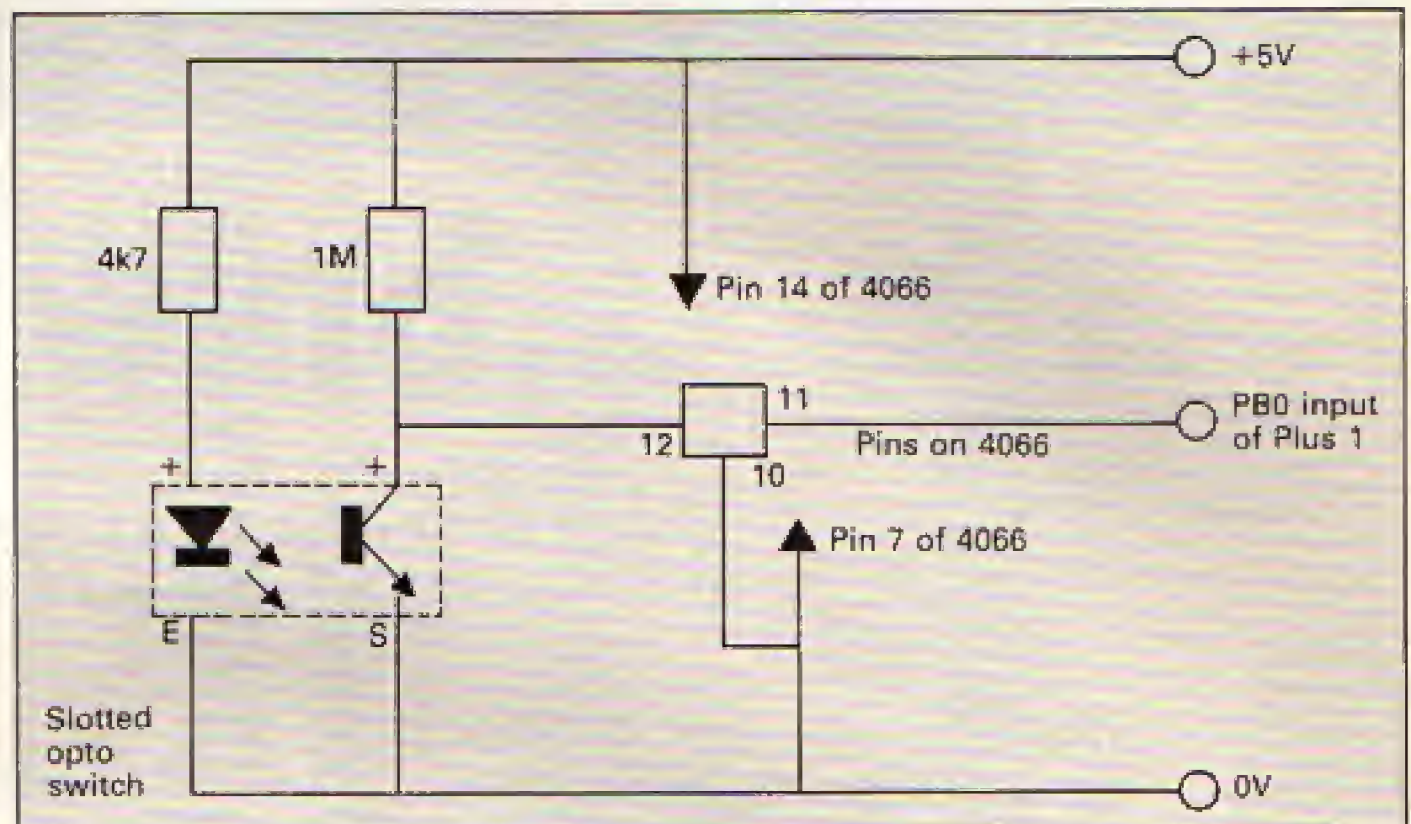 +5V
4k7
1M
Pin 14 of 4066
11
PB0 input
of Plus 1
12
Pins on 4066
10
+
+
Pin 7 of 4066
E
S
Slotted
opto
switch
0V